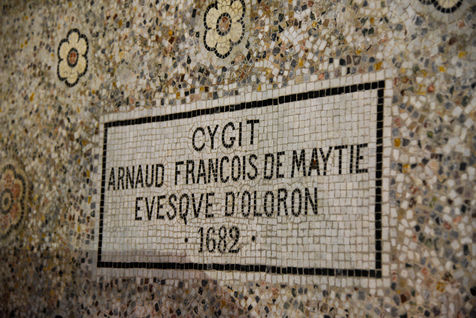 CYGIT
ARNAUD FRANCOIS DE MAYTIE
EVESQVE D'OLORON
· 1682 ·